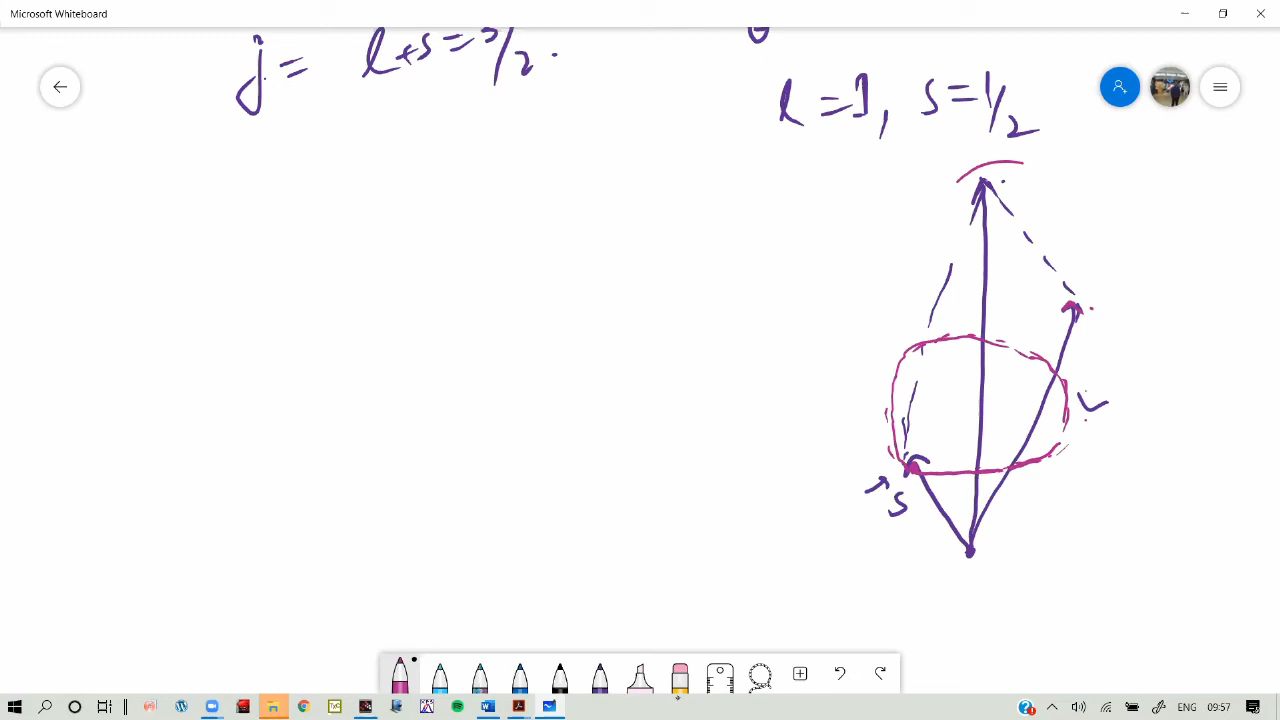 Microsoft Whiteboard
j = l+s = 3/2 .
l = 1, s = 1/2
s
ENG 09:57